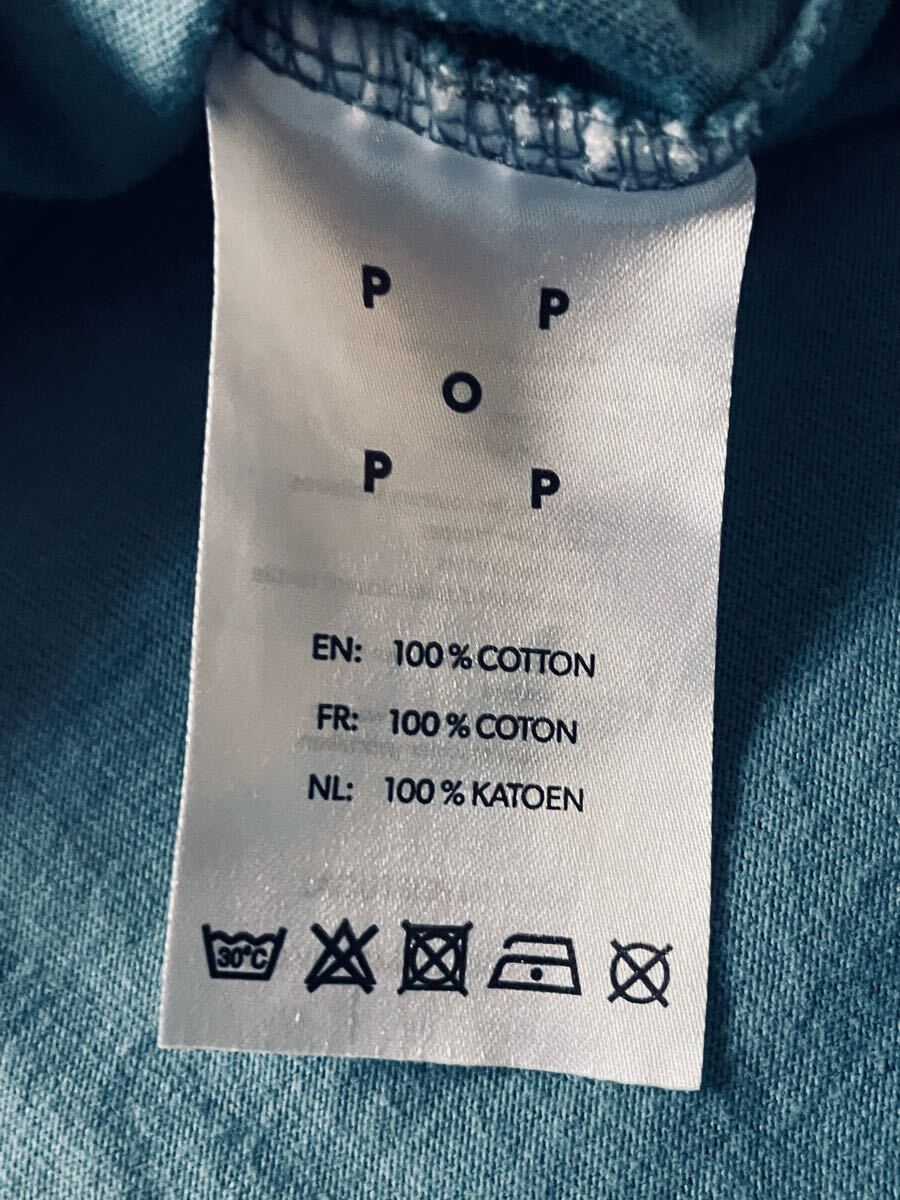 P P
O
P P
EN: 100 % COTTON
FR: 100 % COTON
NL: 100 % KATOEN
30°C